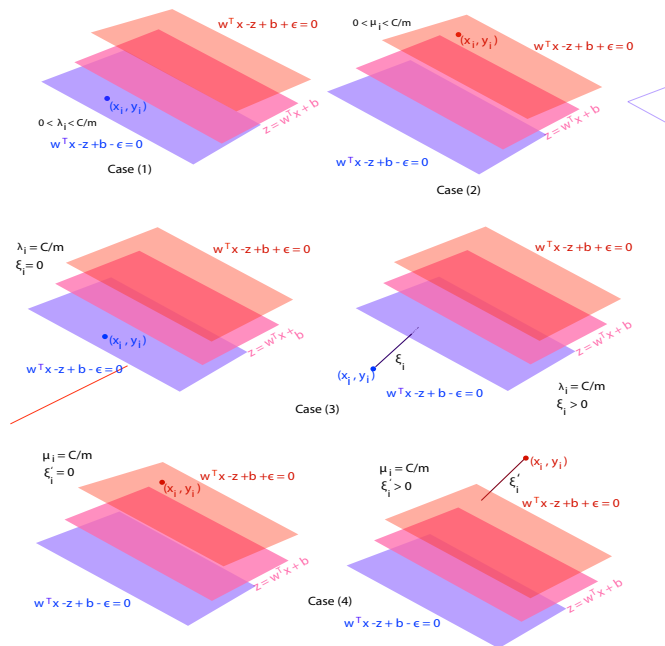 wᵀx - z + b + ϵ = 0
(xᵢ, yᵢ)
0 < λᵢ < C/m
wᵀx - z + b - ϵ = 0
z = wᵀx + b
Case (1)
0 < μᵢ < C/m
(xᵢ, yᵢ)
wᵀx - z + b + ϵ = 0
z = wᵀx + b
wᵀx - z + b - ϵ = 0
Case (2)
λᵢ = C/m
ξᵢ = 0
wᵀx - z + b + ϵ = 0
(xᵢ, yᵢ)
z = wᵀx + b
wᵀx - z + b - ϵ = 0
wᵀx - z + b + ϵ = 0
z = wᵀx + b
ξᵢ
(xᵢ, yᵢ)
wᵀx - z + b - ϵ = 0
λᵢ = C/m
ξᵢ > 0
Case (3)
μᵢ = C/m
ξᵢ′ = 0
wᵀx - z + b + ϵ = 0
(xᵢ, yᵢ)
z = wᵀx + b
wᵀx - z + b - ϵ = 0
μᵢ = C/m
ξᵢ′ > 0
(xᵢ, yᵢ)
ξᵢ′
wᵀx - z + b + ϵ = 0
z = wᵀx + b
wᵀx - z + b - ϵ = 0
Case (4)